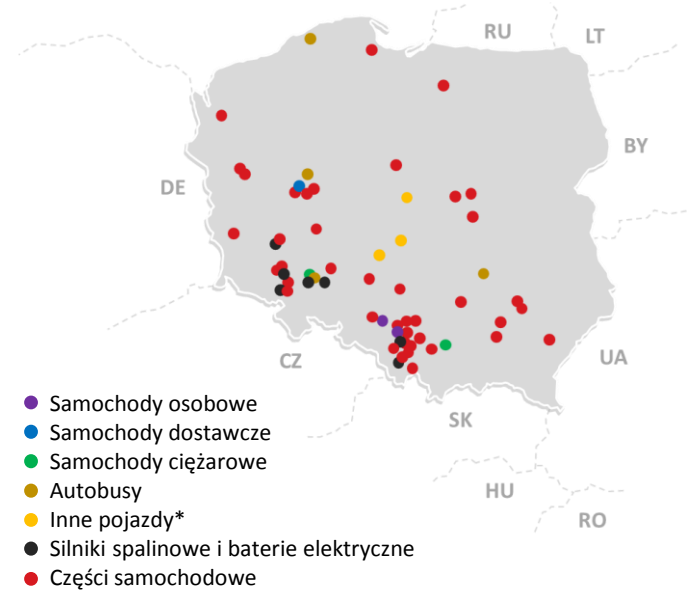 RU
LT
BY
DE
UA
CZ
SK
HU
RO
Samochody osobowe
Samochody dostawcze
Samochody ciężarowe
Autobusy
Inne pojazdy*
Silniki spalinowe i baterie elektryczne
Części samochodowe